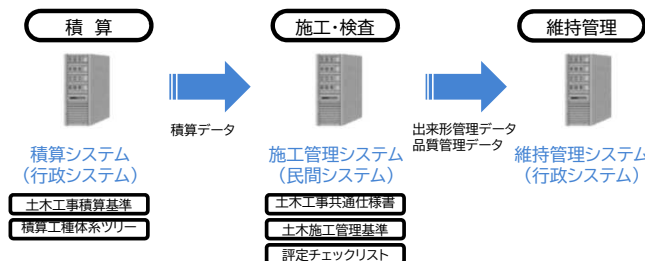 積 算
施工・検査
維持管理
積算データ
出来形管理データ
品質管理データ
積算システム
（行政システム）
施工管理システム
（民間システム）
維持管理システム
（行政システム）
土木工事積算基準
積算工種体系ツリー
土木工事共通仕様書
土木施工管理基準
評定チェックリスト